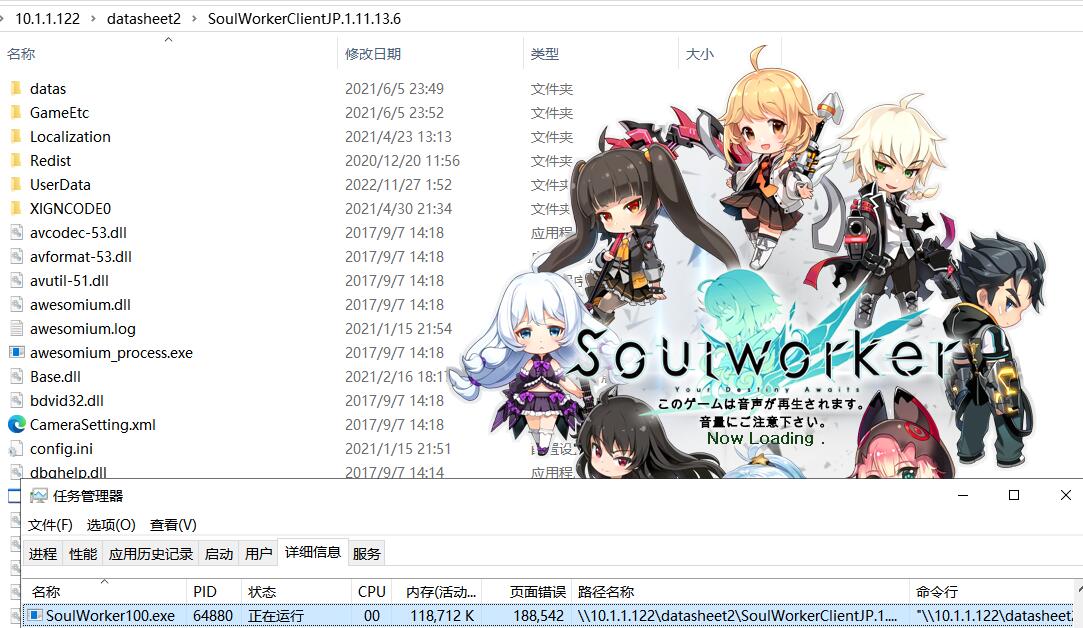 10.1.1.122 › datasheet2 › SoulWorkerClientJP.1.11.13.6
名称 修改日期 类型 大小
datas 2021/6/5 23:49 文件夹
GameEtc 2021/6/5 23:52 文件夹
Localization 2021/4/23 13:13 文件夹
Redist 2020/12/20 11:56 文件夹
UserData 2022/11/27 1:52 文件夹
XIGNCODE0 2021/4/30 21:34 文件夹
avcodec-53.dll 2017/9/7 14:18 应用程
avformat-53.dll 2017/9/7 14:18
avutil-51.dll 2017/9/7 14:18
awesomium.dll 2017/9/7 14:18
awesomium.log 2021/1/15 21:54
awesomium_process.exe 2017/9/7 14:18
Base.dll 2021/2/16 18:1
bdvid32.dll 2017/9/7 14:18
CameraSetting.xml 2017/9/7 14:18
config.ini 2021/1/15 21:51 配置设
dbghelp.dll 2017/9/7 14:14 应用程
Soulworker
Your Destiny Awaits
このゲームは音声が再生されます。
音量にご注意下さい。
Now Loading .
任务管理器
文件(F) 选项(O) 查看(V)
进程 性能 应用历史记录 启动 用户 详细信息 服务
名称 PID 状态 CPU 内存(活动... 页面错误 路径名称 命令行
SoulWorker100.exe 64880 正在运行 00 118,712 K 188,542 \\10.1.1.122\datasheet2\SoulWorkerClientJP.1.... "\\10.1.1.122\datasheet